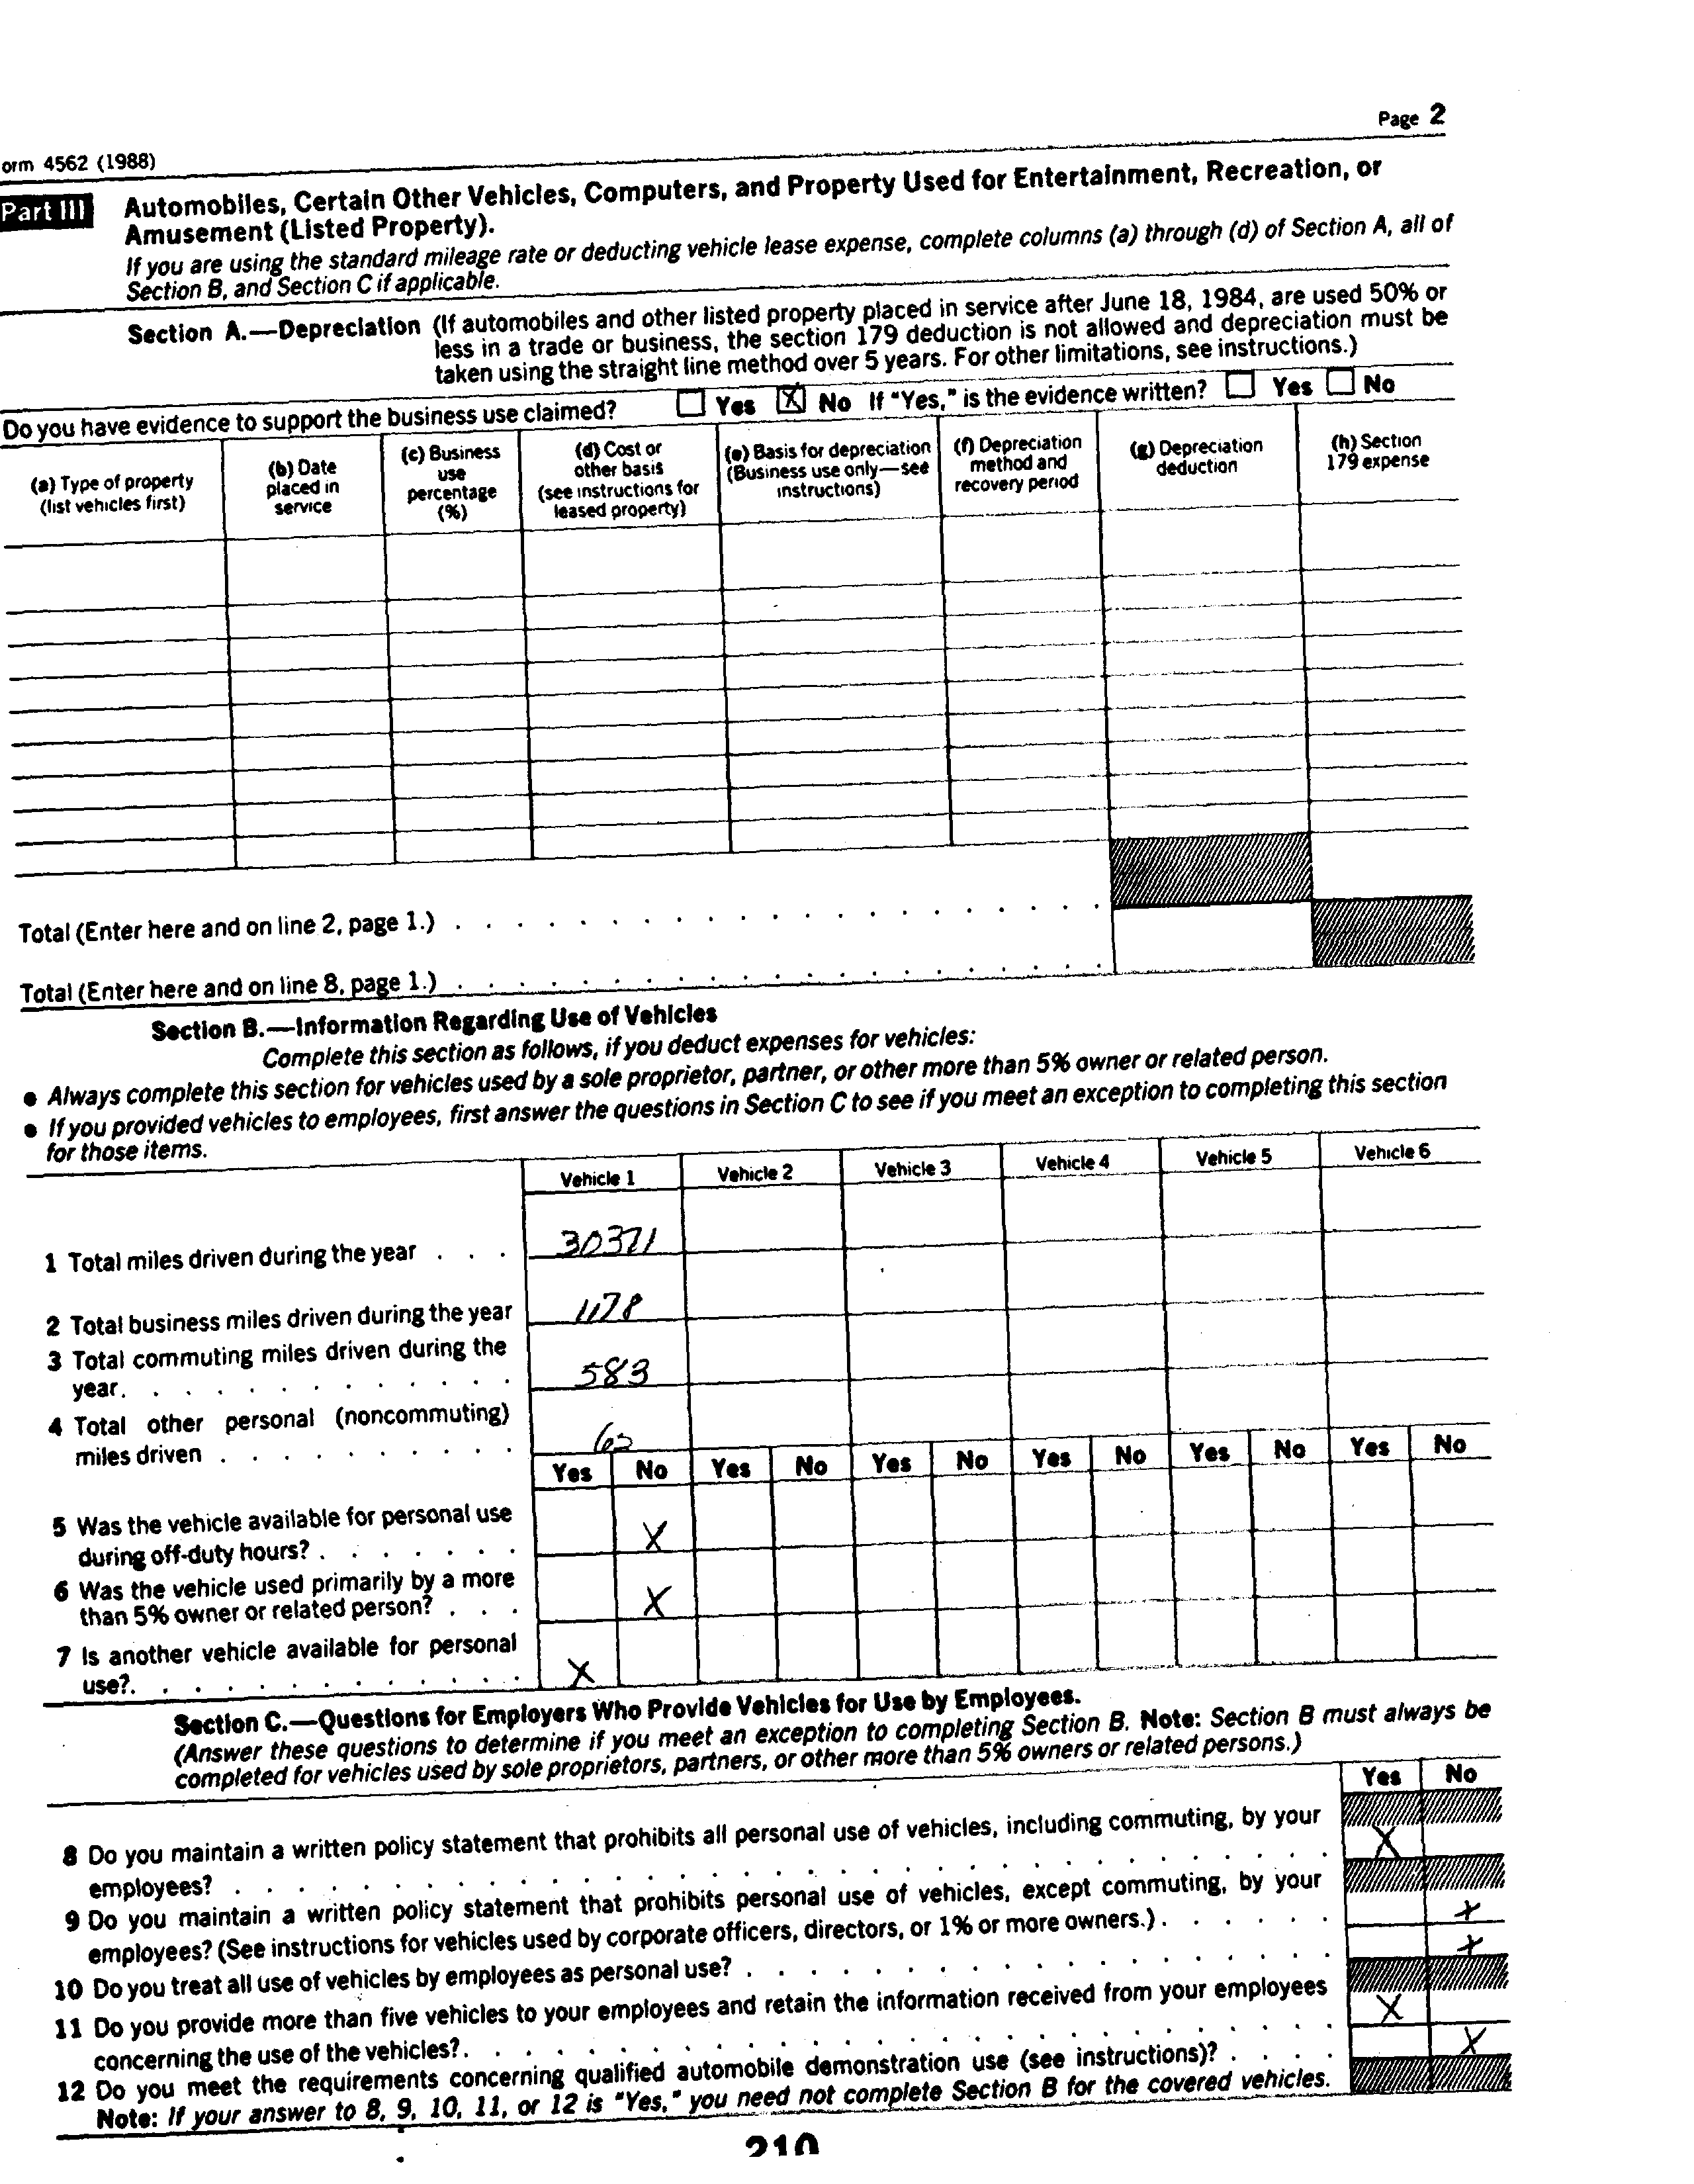 Page 2
orm 4562 (1988)
Part III
Automobiles, Certain Other Vehicles, Computers, and Property Used for Entertainment, Recreation, or
Amusement (Listed Property).
If you are using the standard mileage rate or deducting vehicle lease expense, complete columns (a) through (d) of Section A, all of
Section B, and Section C if applicable.
Section A.—Depreciation (If automobiles and other listed property placed in service after June 18, 1984, are used 50% or
less in a trade or business, the section 179 deduction is not allowed and depreciation must be
taken using the straight line method over 5 years. For other limitations, see instructions.)
Do you have evidence to support the business use claimed? Yes X No If "Yes," is the evidence written? Yes No
(a) Type of property
(list vehicles first)
(b) Date
placed in
service
(c) Business
use
percentage
(%)
(d) Cost or
other basis
(see instructions for
leased property)
(e) Basis for depreciation
(Business use only—see
instructions)
(f) Depreciation
method and
recovery period
(g) Depreciation
deduction
(h) Section
179 expense
Total (Enter here and on line 2, page 1.) . . . . . . . . . . . . . . . . . . . . .
Total (Enter here and on line 8, page 1.) . . . . . . . . . . . . . . . . . . . . .
Section B.—Information Regarding Use of Vehicles
Complete this section as follows, if you deduct expenses for vehicles:
● Always complete this section for vehicles used by a sole proprietor, partner, or other more than 5% owner or related person.
● If you provided vehicles to employees, first answer the questions in Section C to see if you meet an exception to completing this section
for those items.
Vehicle 1 Vehicle 2 Vehicle 3 Vehicle 4 Vehicle 5 Vehicle 6
1 Total miles driven during the year . . . 30371
2 Total business miles driven during the year 1178
3 Total commuting miles driven during the
year. . . . . . . . . . . . . 583
4 Total other personal (noncommuting)
miles driven . . . . . . . . . .
Yes No Yes No Yes No Yes No Yes No Yes No
5 Was the vehicle available for personal use
during off-duty hours? . . . . . . . X
6 Was the vehicle used primarily by a more
than 5% owner or related person? . . . X
7 Is another vehicle available for personal
use?. . . . . . . . . . . . X
Section C.—Questions for Employers Who Provide Vehicles for Use by Employees.
(Answer these questions to determine if you meet an exception to completing Section B. Note: Section B must always be
completed for vehicles used by sole proprietors, partners, or other more than 5% owners or related persons.)
Yes No
8 Do you maintain a written policy statement that prohibits all personal use of vehicles, including commuting, by your
employees? . . . . . . . . . . . . . . . . . . . . . . . . . X
9 Do you maintain a written policy statement that prohibits personal use of vehicles, except commuting, by your
employees? (See instructions for vehicles used by corporate officers, directors, or 1% or more owners.) . . . . . . X
10 Do you treat all use of vehicles by employees as personal use? . . . . . . . . . . . . . . X
11 Do you provide more than five vehicles to your employees and retain the information received from your employees
concerning the use of the vehicles?. . . . . . . . . . . . . . . . . . . . . X
12 Do you meet the requirements concerning qualified automobile demonstration use (see instructions)? . . . . X
Note: If your answer to 8, 9, 10, 11, or 12 is "Yes," you need not complete Section B for the covered vehicles.
210